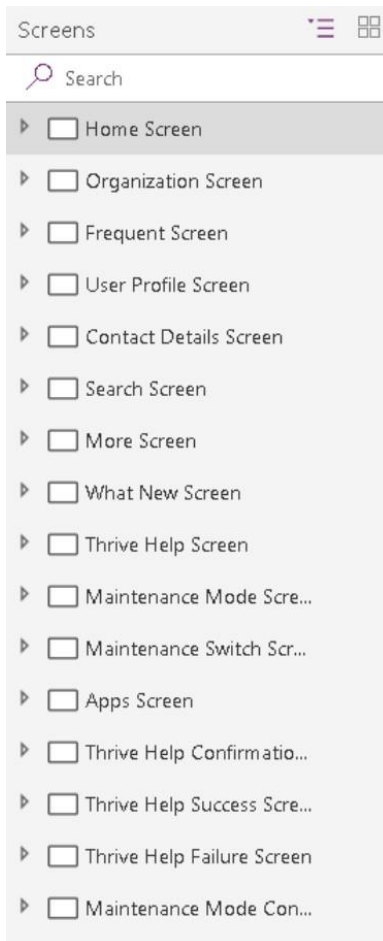 Screens
Search
Home Screen
Organization Screen
Frequent Screen
User Profile Screen
Contact Details Screen
Search Screen
More Screen
What New Screen
Thrive Help Screen
Maintenance Mode Scre...
Maintenance Switch Scr...
Apps Screen
Thrive Help Confirmatio...
Thrive Help Success Scre...
Thrive Help Failure Screen
Maintenance Mode Con...